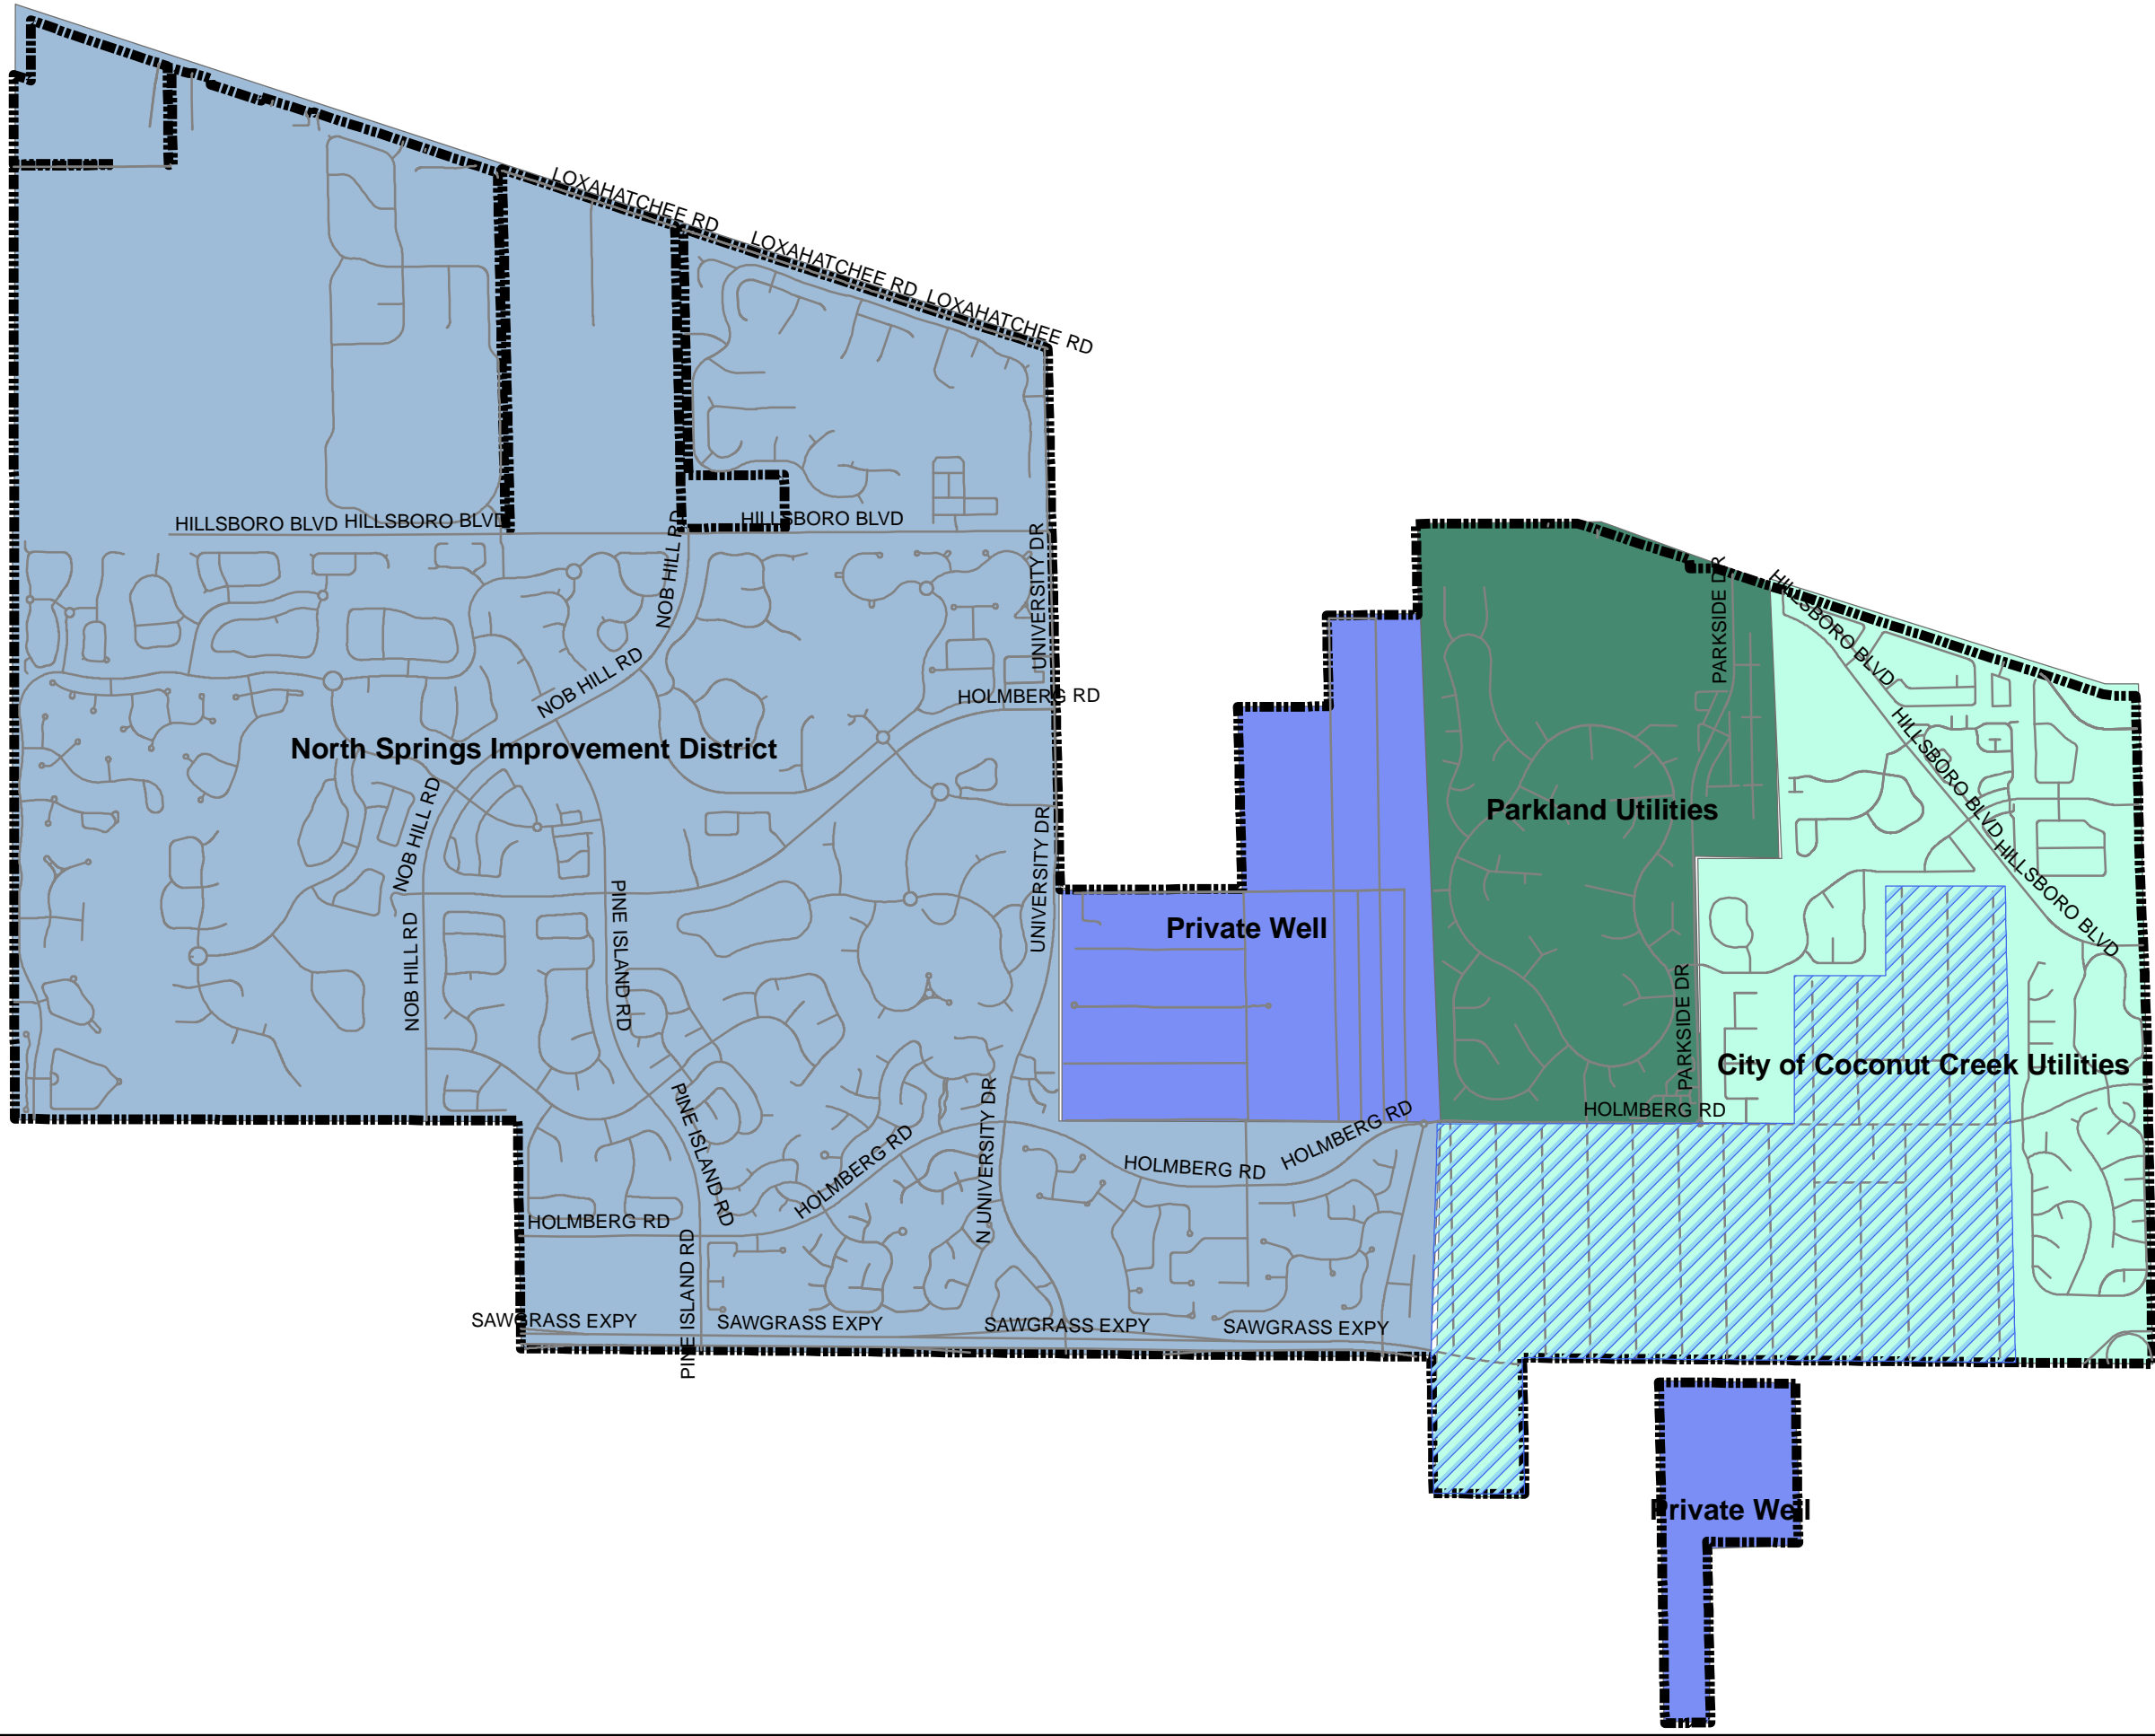 LOXAHATCHEE RD
LOXAHATCHEE RD
LOXAHATCHEE RD
HILLSBORO BLVD
HILLSBORO BLVD
HILLSBORO BLVD
NOB HILL RD
UNIVERSITY DR
PARKSIDE DR
HILLSBORO BLVD
NOB HILL RD
HOLMBERG RD
North Springs Improvement District
HILLSBORO BLVD
NOB HILL RD
Parkland Utilities
UNIVERSITY DR
HILLSBORO BLVD
NOB HILL RD
PINE ISLAND RD
Private Well
PARKSIDE DR
City of Coconut Creek Utilities
PINE ISLAND RD
N UNIVERSITY DR
HOLMBERG RD
HOLMBERG RD
HOLMBERG RD
HOLMBERG RD
HOLMBERG RD
PINE ISLAND RD
SAWGRASS EXPY
SAWGRASS EXPY
SAWGRASS EXPY
SAWGRASS EXPY
Private Well